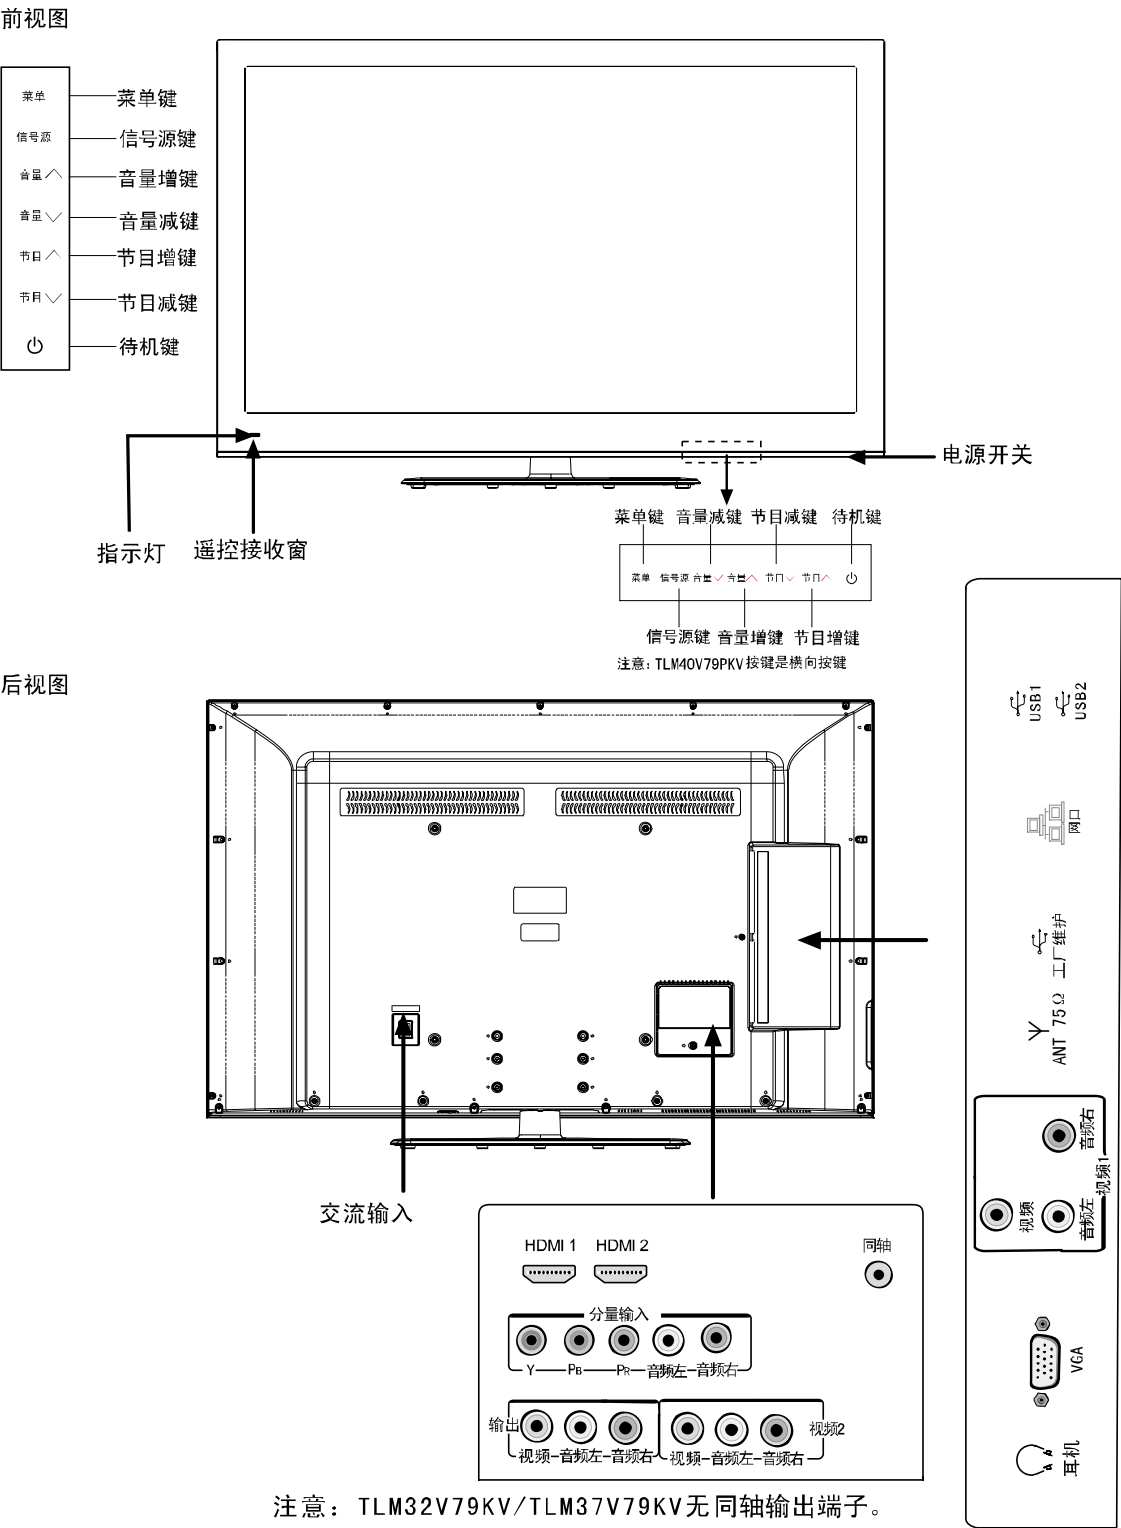 前视图
菜单
菜单键
信号源
信号源键
音量
音量增键
音量
音量减键
节目
节目增键
节目
节目减键
待机键
电源开关
指示灯
遥控接收窗
菜单键 音量减键 节目减键 待机键
菜单 信号源 音量 音量 节目 节目
信号源键 音量增键 节目增键
注意：TLM40V79PKV按键是横向按键
后视图
交流输入
HDMI 1 HDMI 2 同轴
分量输入
Y PB PR 音频左 音频右
输出 视频2
视频 音频左 音频右 视频 音频左 音频右
USB1
USB2
网口
工厂维护
ANT 75Ω
音频右
视频1
视频
音频左
VGA
耳机
注意：TLM32V79KV/TLM37V79KV无同轴输出端子。